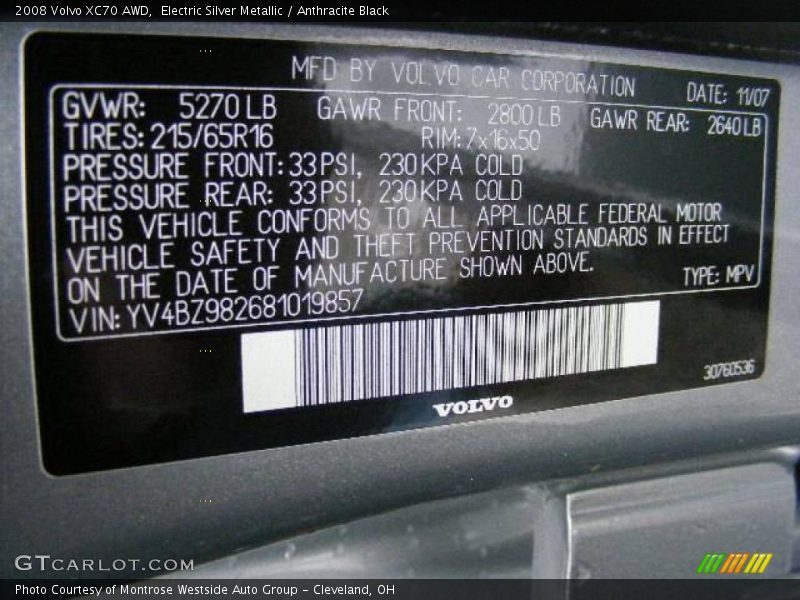 2008 Volvo XC70 AWD,  Electric Silver Metallic / Anthracite Black
MFD BY VOLVO CAR CORPORATION DATE: 11/07
GVWR: 5270 LB GAWR FRONT: 2800 LB GAWR REAR: 2640 LB
TIRES: 215/65R16 RIM: 7x16x50
PRESSURE FRONT: 33 PSI, 230 KPA COLD
PRESSURE REAR: 33 PSI, 230 KPA COLD
THIS VEHICLE CONFORMS TO ALL APPLICABLE FEDERAL MOTOR
VEHICLE SAFETY AND THEFT PREVENTION STANDARDS IN EFFECT
ON THE DATE OF MANUFACTURE SHOWN ABOVE.
VIN: YV4BZ982681019857 TYPE: MPV
30760536
VOLVO
GTCARLOT.COM
Photo Courtesy of Montrose Westside Auto Group - Cleveland, OH